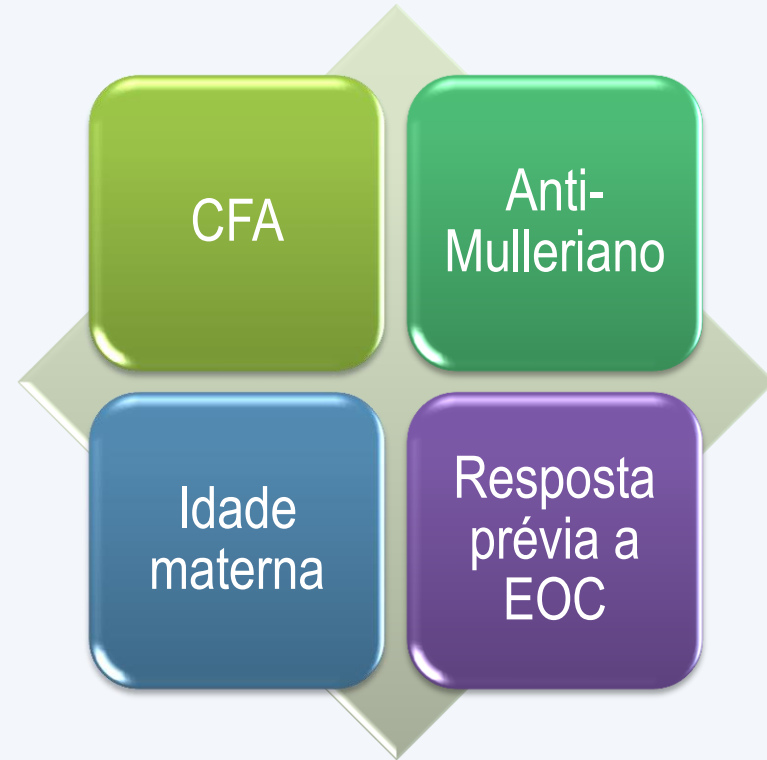 CFA
Anti-
Mulleriano
Idade
materna
Resposta
prévia a
EOC